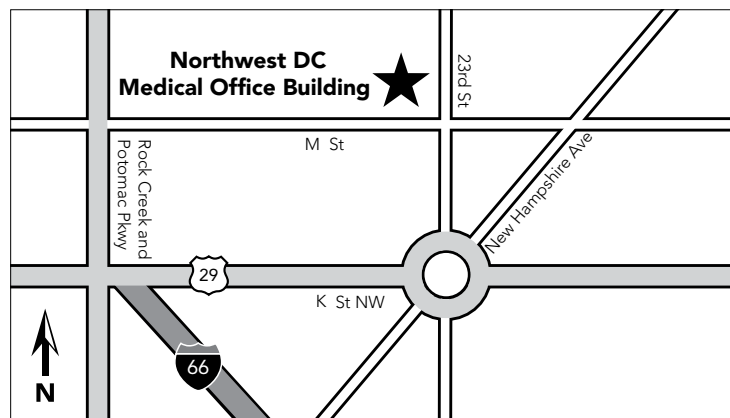 Northwest DC
Medical Office Building
23rd St
M St
Rock Creek and
Potomac Pkwy
New Hampshire Ave
29
K St NW
66
N